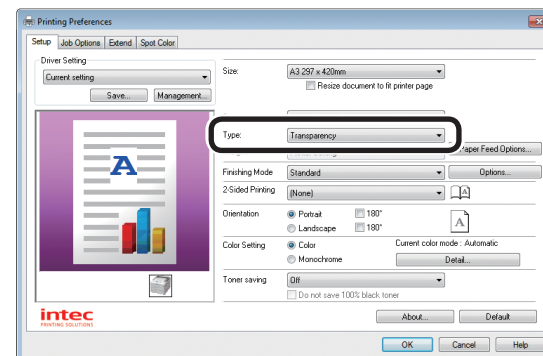 Printing Preferences
Setup Job Options Extend Spot Color
Driver Setting
Current setting
Save... Management...
Size: A3 297 x 420mm
Resize document to fit printer page
Type: Transparency
Paper Feed Options...
Finishing Mode Standard Options...
2-Sided Printing (None)
A
Orientation Portrait 180°
Landscape 180°
A
Color Setting Color Current color mode : Automatic
Monochrome Detail...
Toner saving Off
Do not save 100% black toner
A
intec
PRINTING SOLUTIONS
About... Default
OK Cancel Help